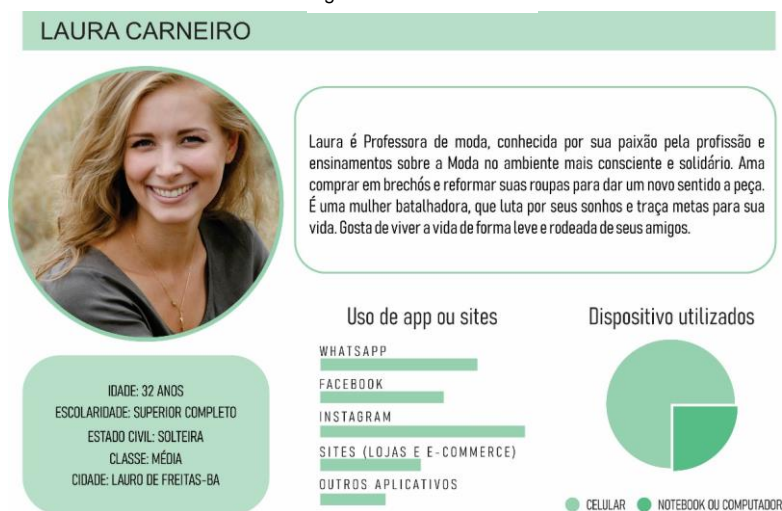 LAURA CARNEIRO
Laura é Professora de moda, conhecida por sua paixão pela profissão e
ensinamentos sobre a Moda no ambiente mais consciente e solidário. Ama
comprar em brechós e reformar suas roupas para dar um novo sentido a peça.
É uma mulher batalhadora, que luta por seus sonhos e traça metas para sua
vida. Gosta de viver a vida de forma leve e rodeada de seus amigos.
IDADE: 32 ANOS
ESCOLARIDADE: SUPERIOR COMPLETO
ESTADO CIVIL: SOLTEIRA
CLASSE: MÉDIA
CIDADE: LAURO DE FREITAS-BA
Uso de app ou sites
WHATSAPP
FACEBOOK
INSTAGRAM
SITES (LOJAS E E-COMMERCE)
OUTROS APLICATIVOS
Dispositivo utilizados
CELULAR
NOTEBOOK OU COMPUTADOR